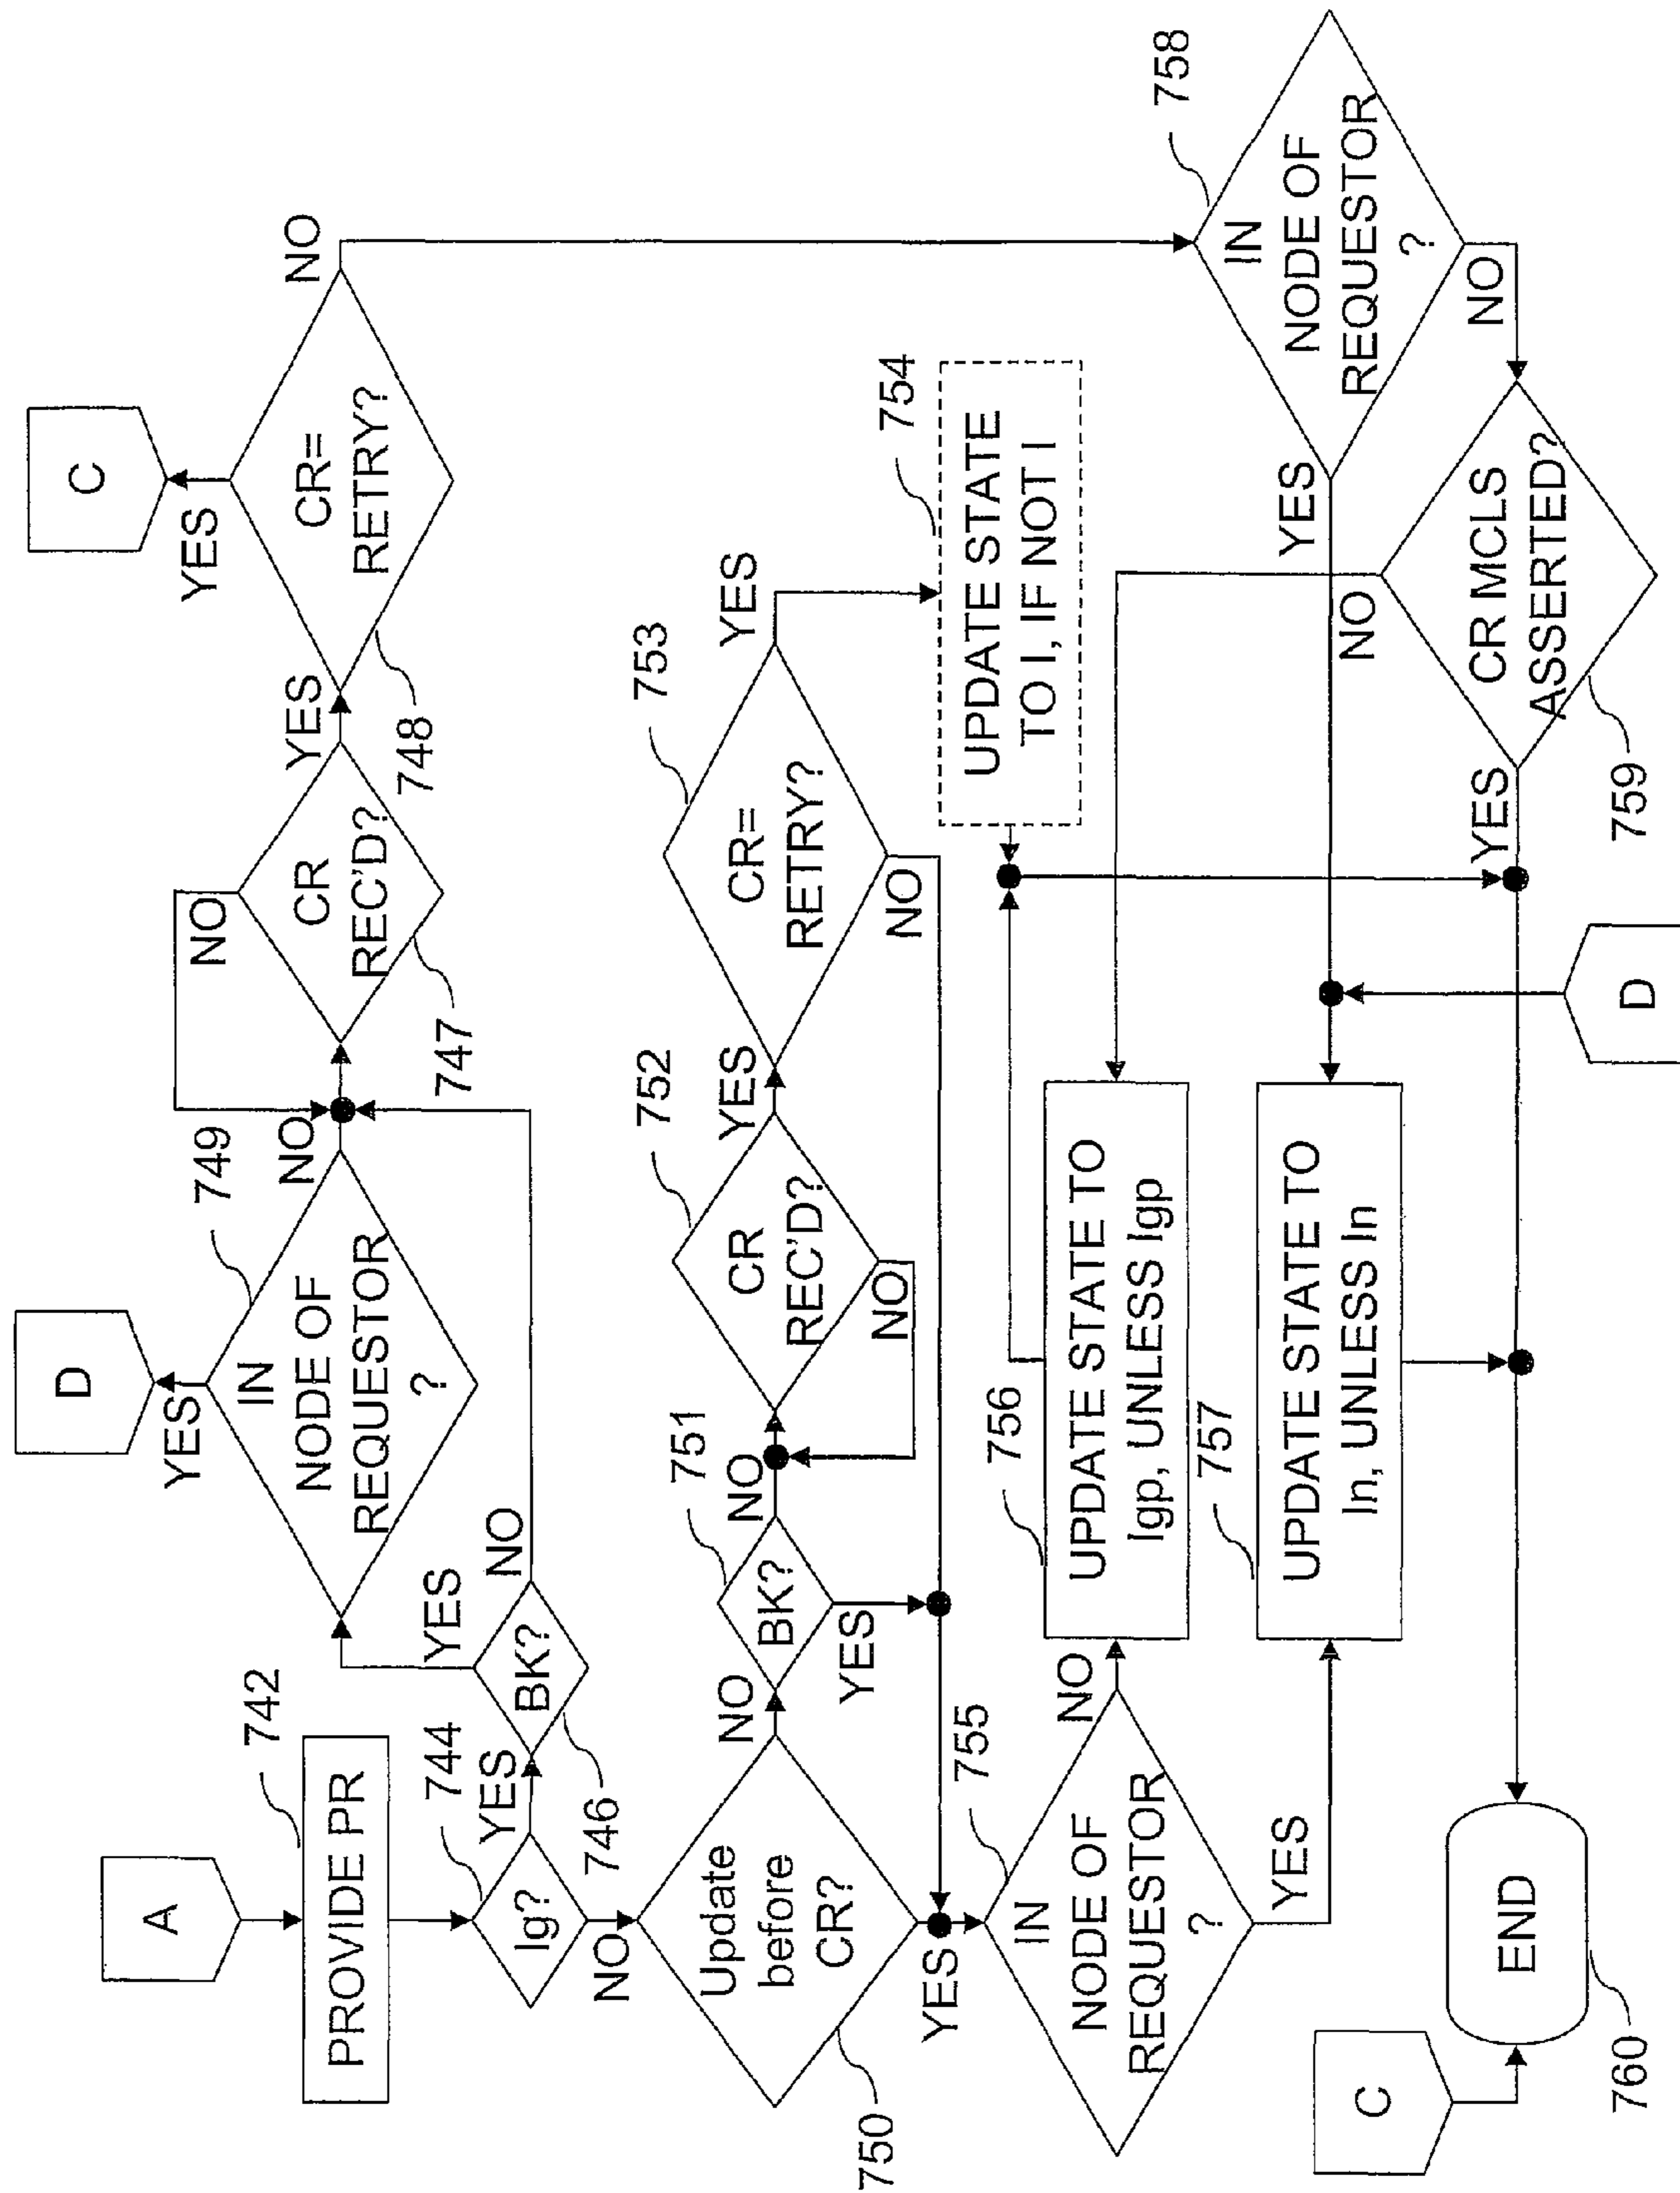 A
742
PROVIDE PR
744
Ig?
YES
NO
746
BK?
YES
NO
D
YES
749
IN
NODE OF
REQUESTOR
?
NO
NO
747
CR
REC'D?
YES
748
C
YES
CR=
RETRY?
NO
750
Update
before
CR?
NO
YES
751
BK?
NO
YES
752
CR
REC'D?
YES
NO
753
CR=
RETRY?
YES
NO
754
UPDATE STATE
TO I, IF NOT I
755
IN
NODE OF
REQUESTOR
?
NO
YES
756
UPDATE STATE TO
Igp, UNLESS Igp
757
UPDATE STATE TO
In, UNLESS In
758
IN
NODE OF
REQUESTOR
?
YES
NO
759
CR MCLS
ASSERTED?
NO
YES
D
C
END
760